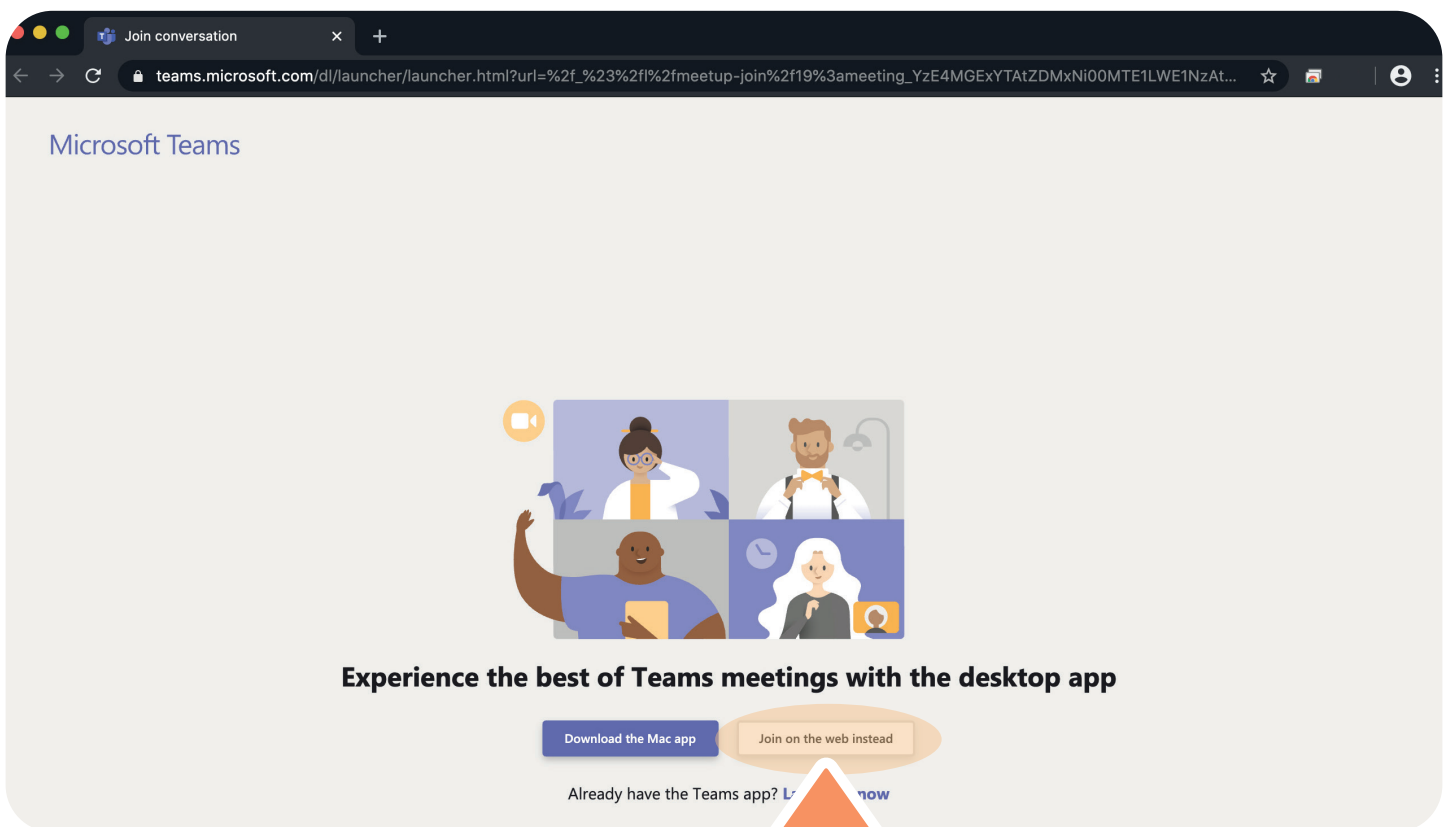 Join conversation
teams.microsoft.com/dl/launcher/launcher.html?url=%2f_%23%2fl%2fmeetup-join%2f19%3ameeting_YzE4MGExYTAtZDMxNi00MTE1LWE1NzAt...
Microsoft Teams
Experience the best of Teams meetings with the desktop app
Download the Mac app
Join on the web instead
Already have the Teams app? now